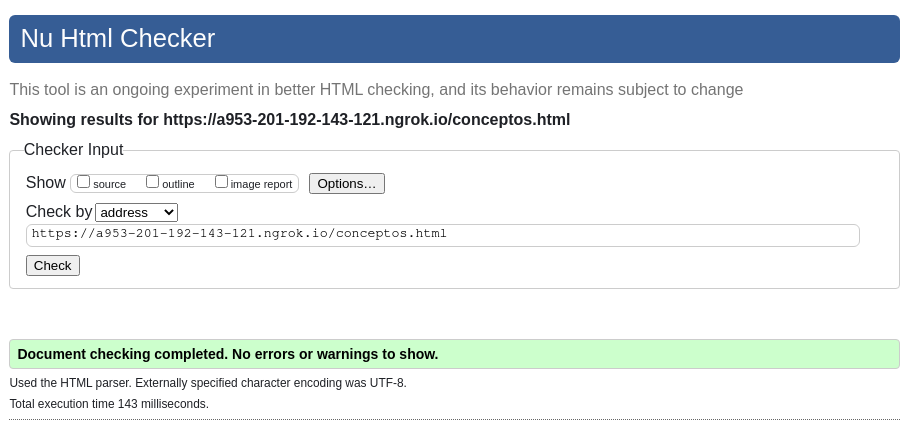 Nu Html Checker
This tool is an ongoing experiment in better HTML checking, and its behavior remains subject to change
Showing results for https://a953-201-192-143-121.ngrok.io/conceptos.html
Checker Input
Show source outline image report Options…
Check by address
https://a953-201-192-143-121.ngrok.io/conceptos.html
Check
Document checking completed. No errors or warnings to show.
Used the HTML parser. Externally specified character encoding was UTF-8.
Total execution time 143 milliseconds.